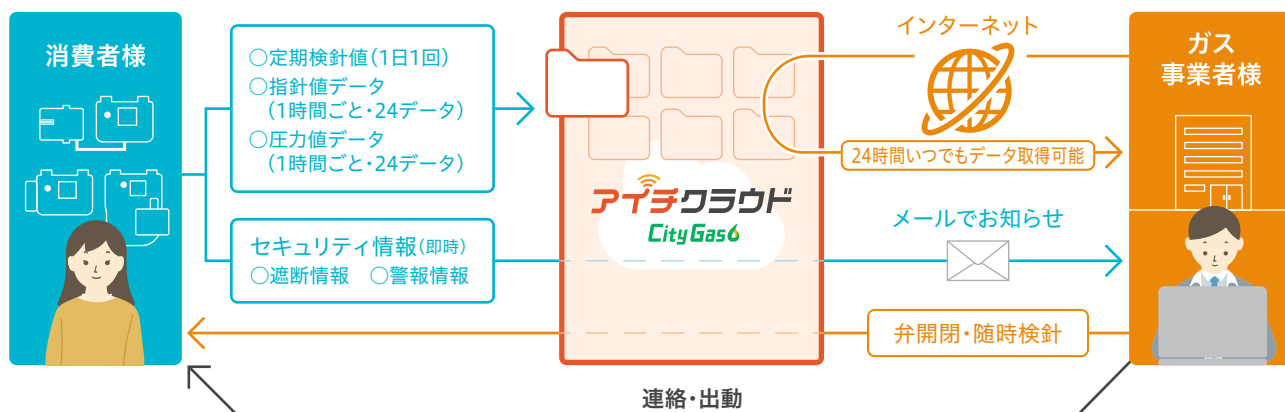 消費者様
○定期検針値(1日1回)
○指針値データ
(1時間ごと・24データ)
○圧力値データ
(1時間ごと・24データ)
セキュリティ情報(即時)
○遮断情報 ○警報情報
アイチクラウド
City Gas
インターネット
24時間いつでもデータ取得可能
メールでお知らせ
弁開閉・随時検針
ガス
事業者様
連絡・出動